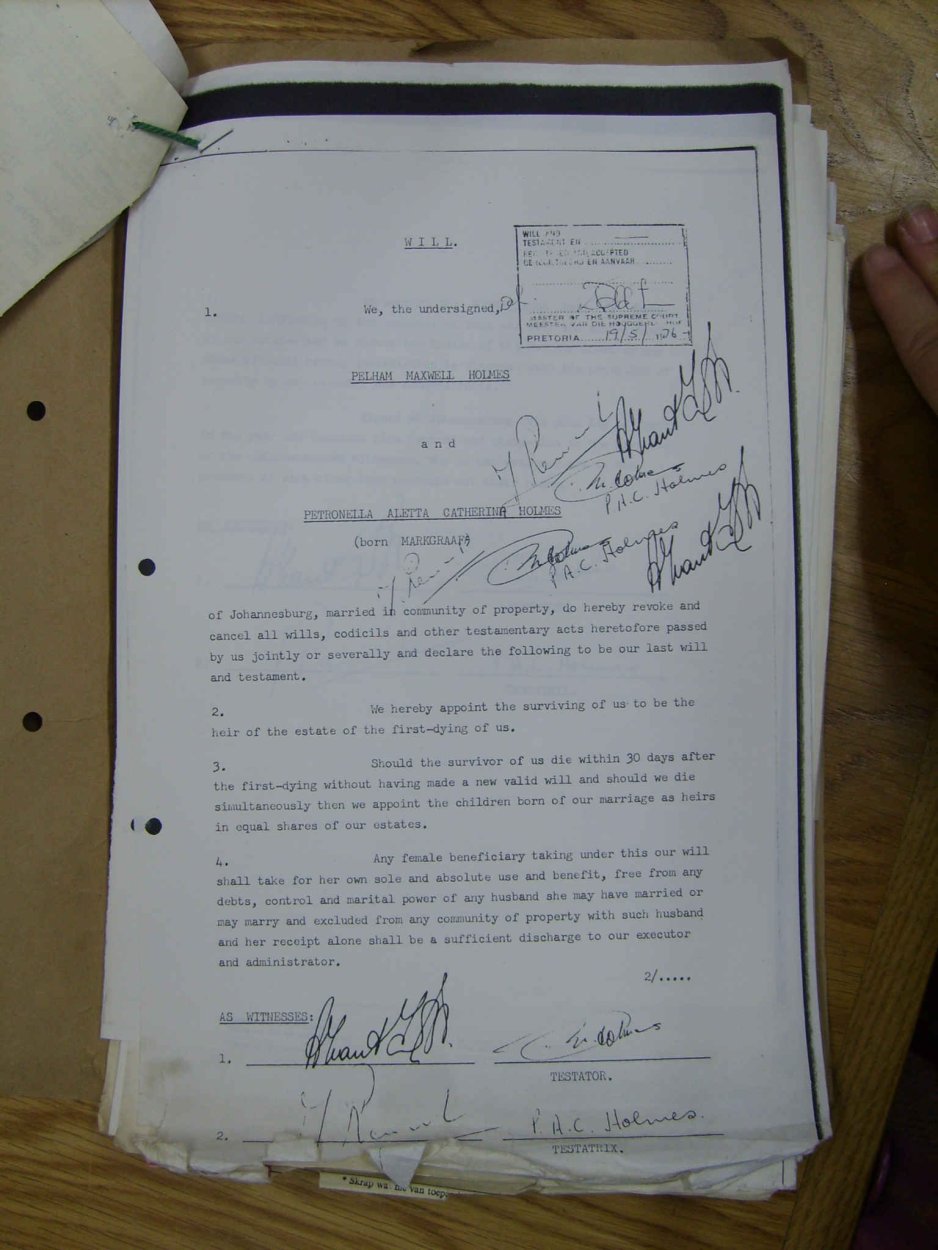 WILL.
WILL AND
TESTAMENT EN
ACCEPTED
EN AANVAAR
MASTER OF THE SUPREME COURT
MEESTER VAN DIE HOOGGEREGSHOF
PRETORIA 19/5/1976
1. We, the undersigned,
PELHAM MAXWELL HOLMES
and
P.A.C. Holmes
PETRONELLA ALETTA CATHERINA HOLMES
(born MARKGRAAFF)
P.A.C. Holmes
of Johannesburg, married in community of property, do hereby revoke and
cancel all wills, codicils and other testamentary acts heretofore passed
by us jointly or severally and declare the following to be our last will
and testament.
2. We hereby appoint the surviving of us to be the
heir of the estate of the first-dying of us.
3. Should the survivor of us die within 30 days after
the first-dying without having made a new valid will and should we die
simultaneously then we appoint the children born of our marriage as heirs
in equal shares of our estates.
4. Any female beneficiary taking under this our will
shall take for her own sole and absolute use and benefit, free from any
debts, control and marital power of any husband she may have married or
may marry and excluded from any community of property with such husband
and her receipt alone shall be a sufficient discharge to our executor
and administrator.
2/.....
AS WITNESSES:
1.
TESTATOR.
2. P.A.C. Holmes.
TESTATRIX.
* Skrap wat nie van toep